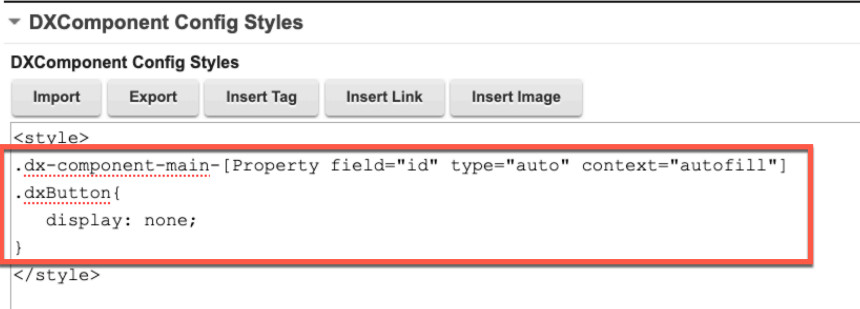 DXComponent Config Styles
DXComponent Config Styles
Import Export Insert Tag Insert Link Insert Image
<style>
.dx-component-main-[Property field="id" type="auto" context="autofill"]
.dxButton{
   display: none;
}
</style>